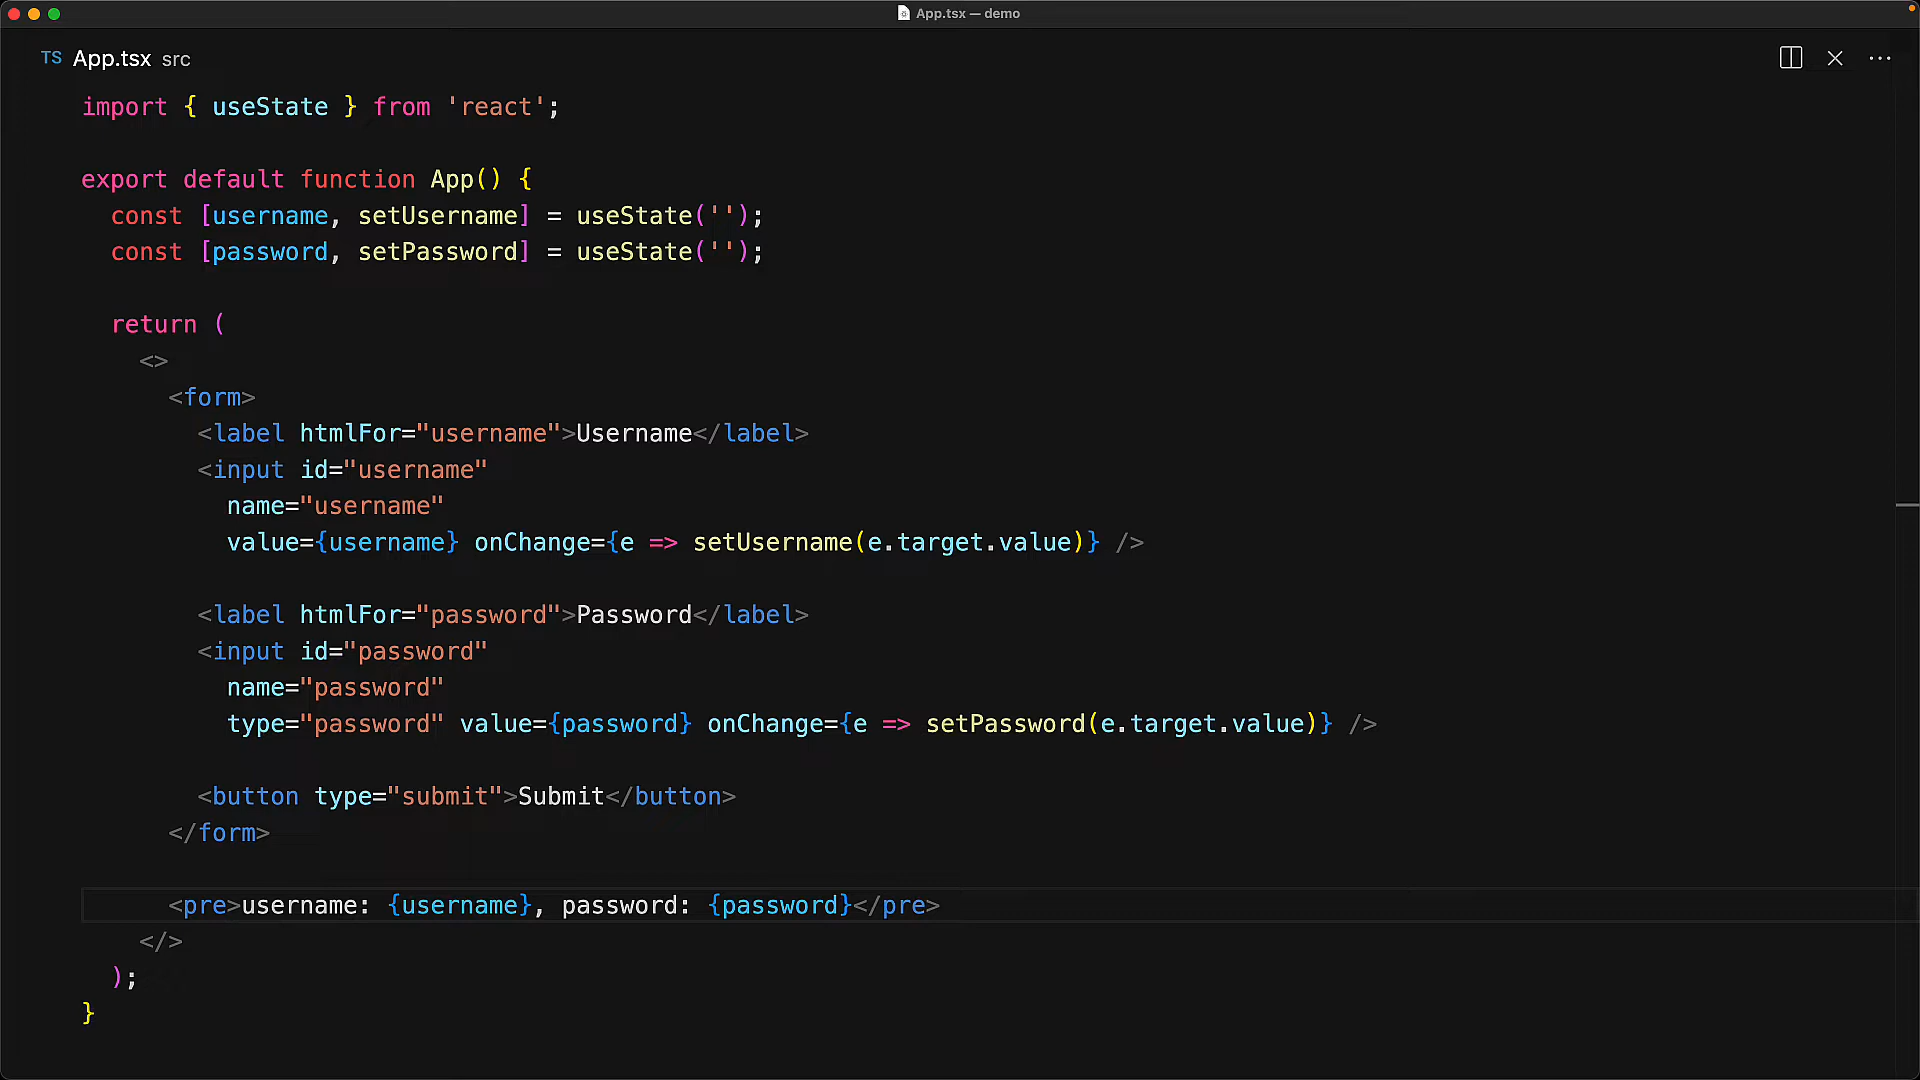 App.tsx — demo
TS App.tsx src
import { useState } from 'react';
export default function App() {
const [username, setUsername] = useState('');
const [password, setPassword] = useState('');
return (
<>
<form>
<label htmlFor="username">Username</label>
<input id="username"
name="username"
value={username} onChange={e => setUsername(e.target.value)} />
<label htmlFor="password">Password</label>
<input id="password"
name="password"
type="password" value={password} onChange={e => setPassword(e.target.value)} />
<button type="submit">Submit</button>
</form>
<pre>username: {username}, password: {password}</pre>
</>
);
}